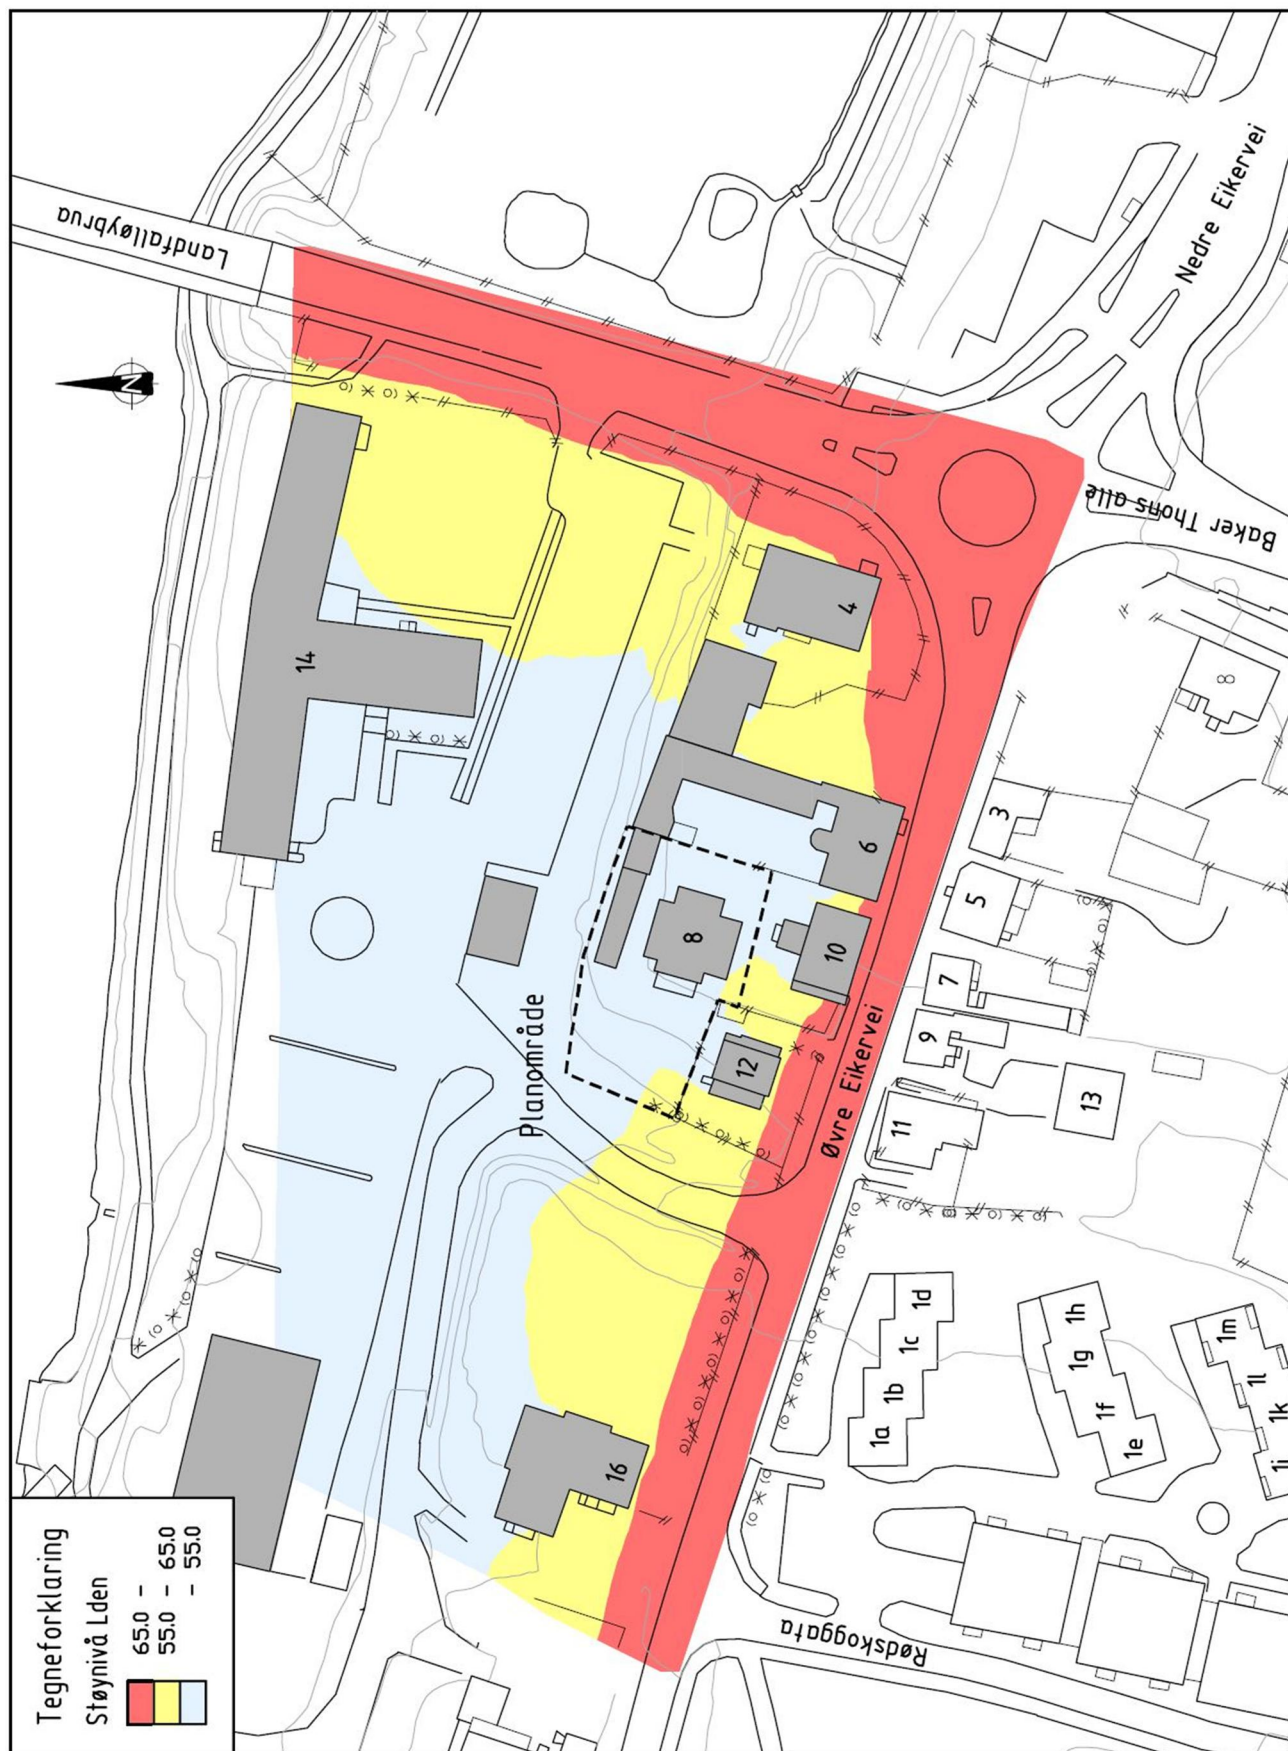 Tegneforklaring
Støynivå Lden
65.0 -
55.0 - 65.0
- 55.0
Landfalløybrua
N
14
Planområde
4
6
8
10
12
16
Øvre Eikervei
Nedre Eikervei
Baker Thons alle
8
3
5
7
9
11
13
1a
1b
1c
1d
1e
1f
1g
1h
1k
1l
1m
Rødskoggata